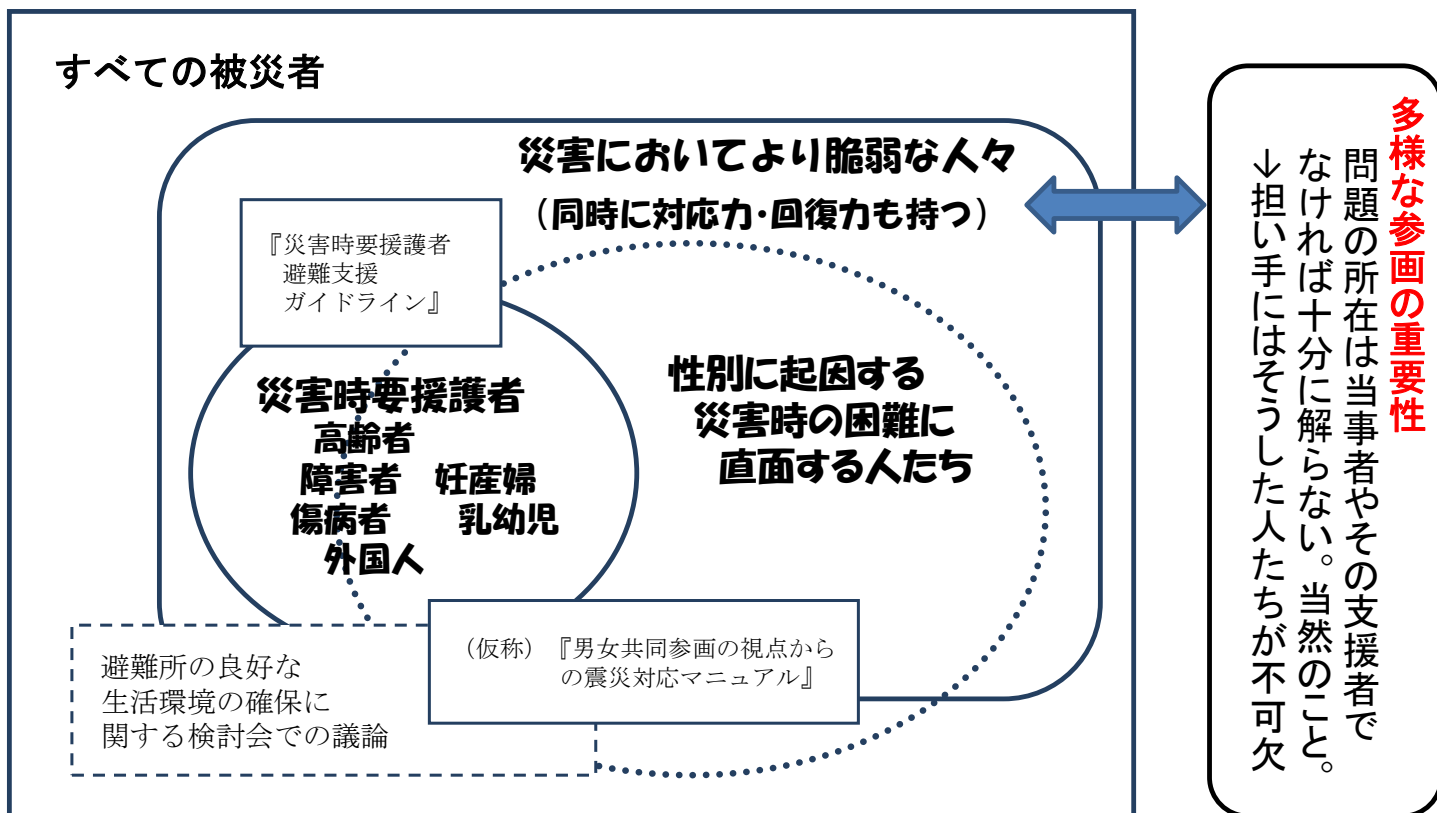 すべての被災者
災害においてより脆弱な人々
（同時に対応力・回復力も持つ）
『災害時要援護者
避難支援
ガイドライン』
災害時要援護者
高齢者
障害者　妊産婦
傷病者　乳幼児
外国人
性別に起因する
災害時の困難に
直面する人たち
（仮称）『男女共同参画の視点から
の震災対応マニュアル』
避難所の良好な
生活環境の確保に
関する検討会での議論
多様な参画の重要性
問題の所在は当事者やその支援者で
なければ十分に解らない。当然のこと。
→担い手にはそうした人たちが不可欠